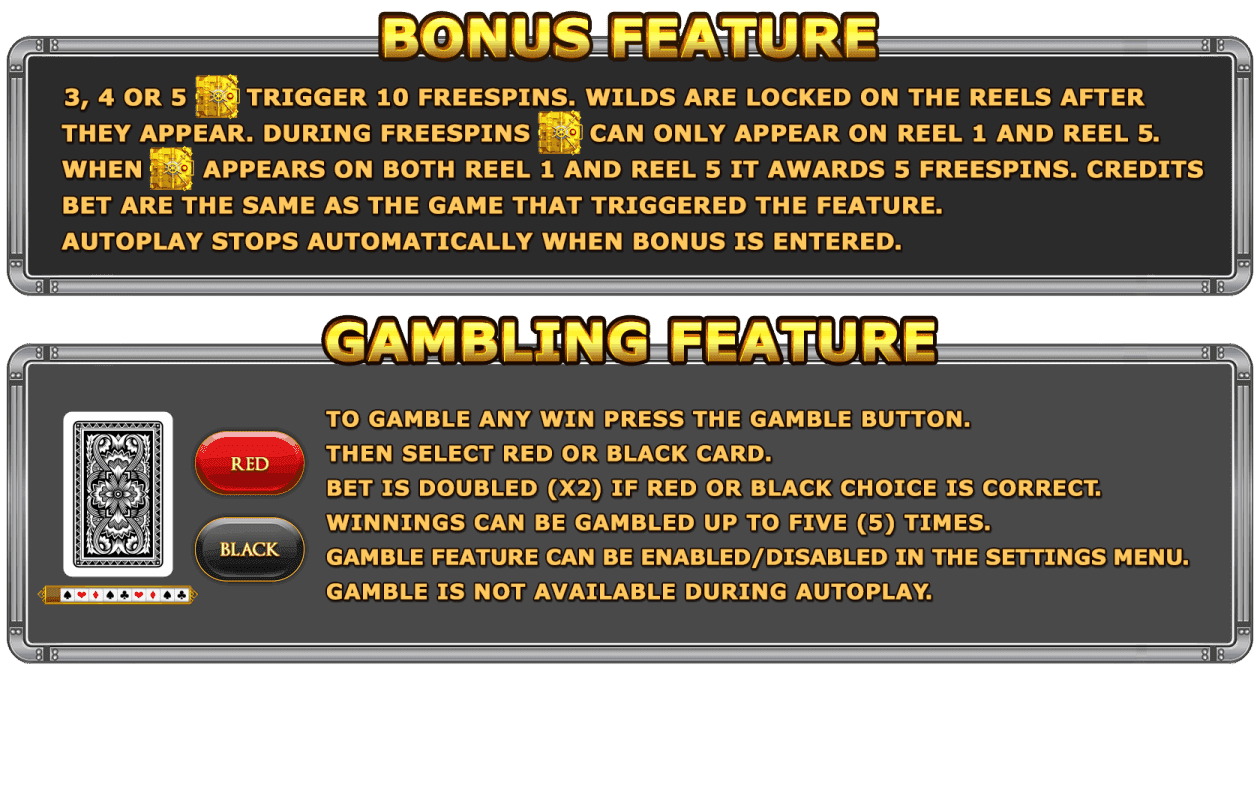 BONUS FEATURE
3, 4 OR 5 TRIGGER 10 FREESPINS. WILDS ARE LOCKED ON THE REELS AFTER
THEY APPEAR. DURING FREESPINS CAN ONLY APPEAR ON REEL 1 AND REEL 5.
WHEN APPEARS ON BOTH REEL 1 AND REEL 5 IT AWARDS 5 FREESPINS. CREDITS
BET ARE THE SAME AS THE GAME THAT TRIGGERED THE FEATURE.
AUTOPLAY STOPS AUTOMATICALLY WHEN BONUS IS ENTERED.
GAMBLING FEATURE
RED
BLACK
TO GAMBLE ANY WIN PRESS THE GAMBLE BUTTON.
THEN SELECT RED OR BLACK CARD.
BET IS DOUBLED (X2) IF RED OR BLACK CHOICE IS CORRECT.
WINNINGS CAN BE GAMBLED UP TO FIVE (5) TIMES.
GAMBLE FEATURE CAN BE ENABLED/DISABLED IN THE SETTINGS MENU.
GAMBLE IS NOT AVAILABLE DURING AUTOPLAY.